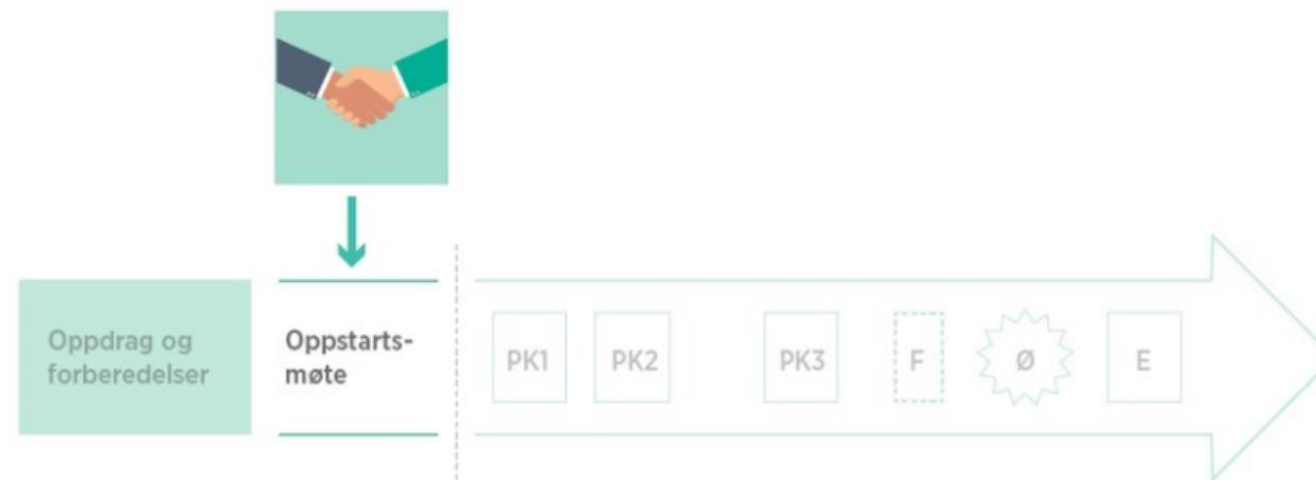 Oppdrag og
forberedelser
Oppstarts-
møte
PK1
PK2
PK3
F
Ø
E